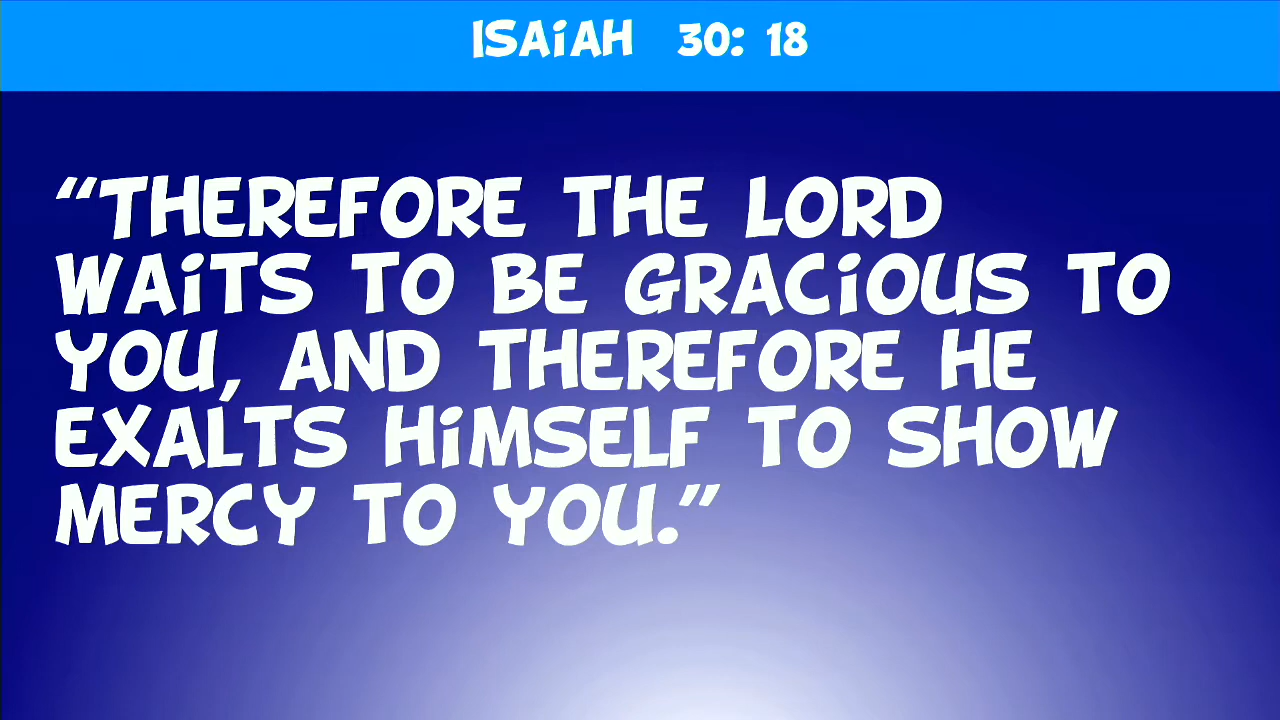 ISAiAH 30: 18
“THEREFORE THE LORD
WAiTS TO BE GRACiOUS TO
YOU, AND THEREFORE HE
EXALTS HiMSELF TO SHOW
MERCY TO YOU.”